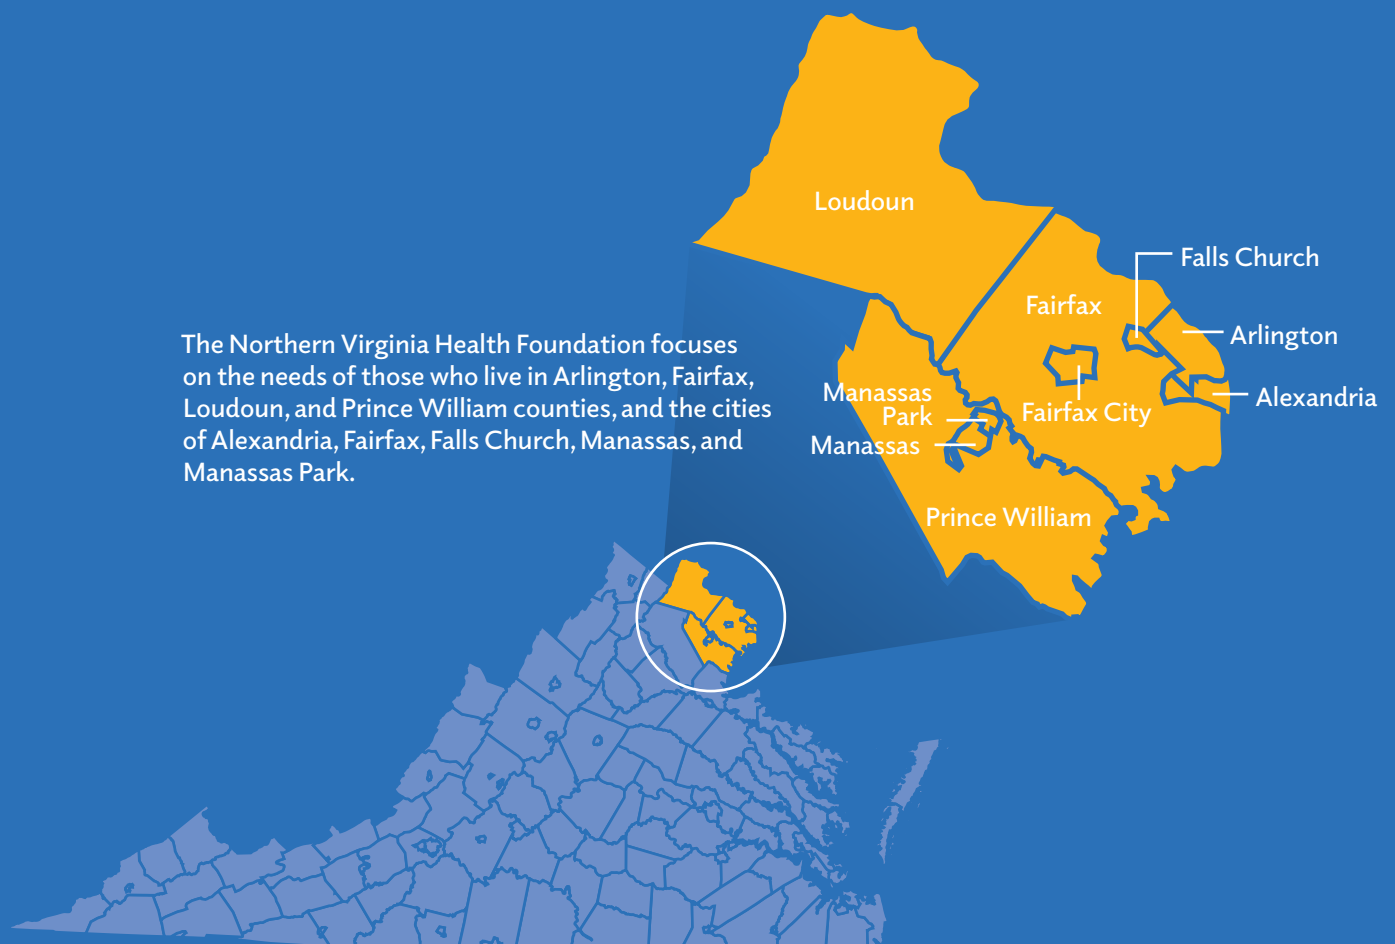 The Northern Virginia Health Foundation focuses
on the needs of those who live in Arlington, Fairfax,
Loudoun, and Prince William counties, and the cities
of Alexandria, Fairfax, Falls Church, Manassas, and
Manassas Park.
Loudoun
Falls Church
Fairfax
Arlington
Manassas
Park
Alexandria
Fairfax City
Manassas
Prince William